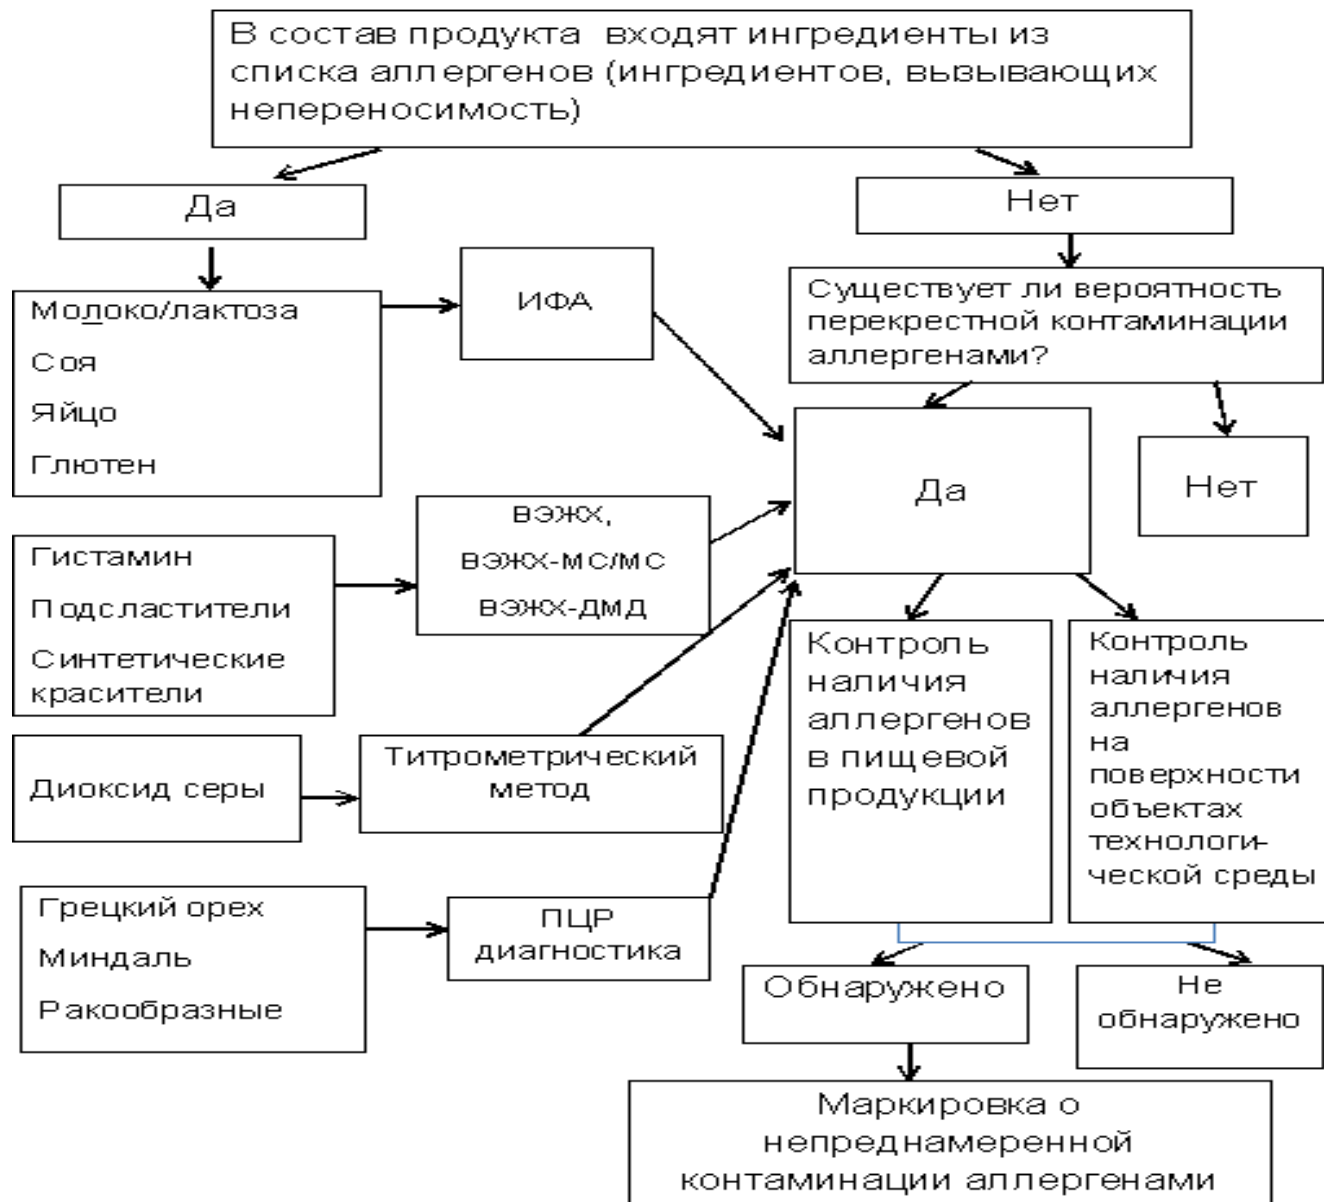 В состав продукта входят ингредиенты из
списка аллергенов (ингредиентов, вызывающих
непереносимость)
Да
Нет
Молоко/лактоза
Соя
Яйцо
Глютен
ИФА
Существует ли вероятность
перекрестной контаминации
аллергенами?
Да
Нет
Гистамин
Подсластители
Синтетические
красители
ВЭЖХ,
ВЭЖХ-МС/МС
ВЭЖХ-ДМД
Диоксид серы
Титрометрический
метод
Грецкий орех
Миндаль
Ракообразные
ПЦР
диагностика
Контроль
наличия
аллергенов
в пищевой
продукции
Контроль
наличия
аллергенов
на
поверхности
объектах
технологи-
ческой среды
Обнаружено
Не
обнаружено
Маркировка о
непреднамеренной
контаминации аллергенами